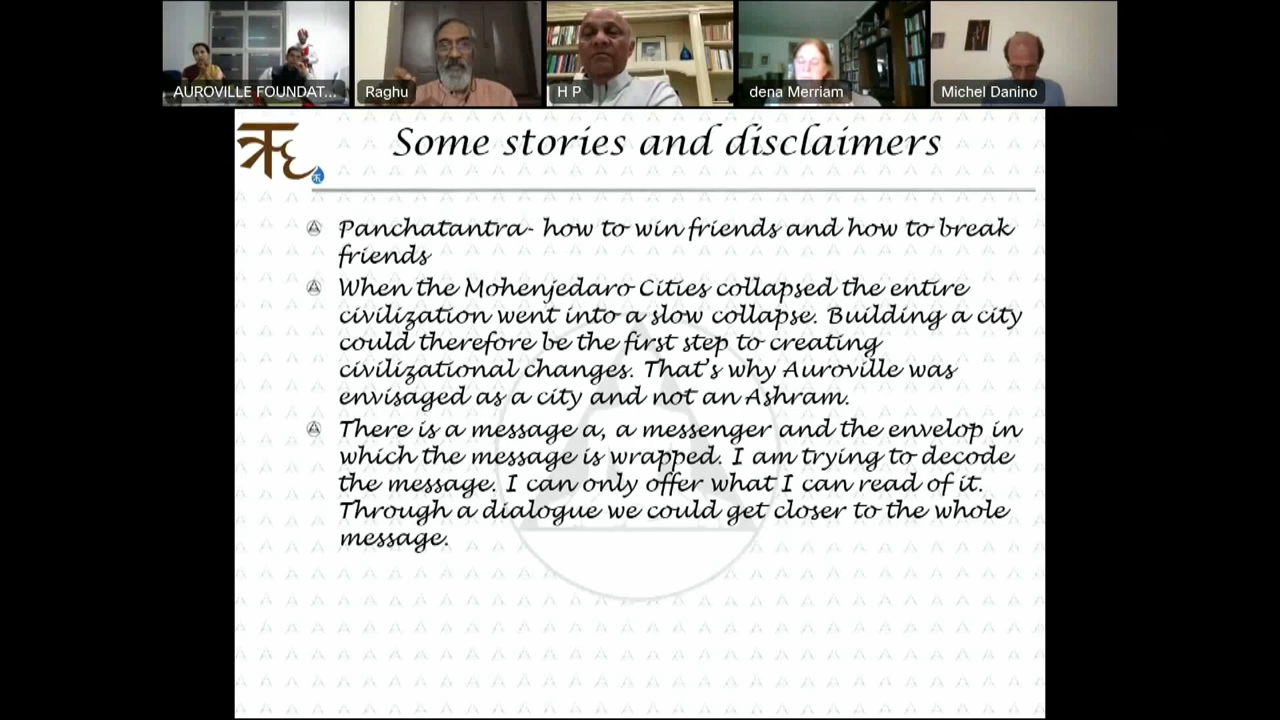 AUROVILLE FOUNDAT...
Raghu
H P
dena Merriam
Michel Danino
Some stories and disclaimers
Panchatantra- how to win friends and how to break
friends
When the Mohenjedaro Cities collapsed the entire
civilization went into a slow collapse. Building a city
could therefore be the first step to creating
civilizational changes. That's why Auroville was
envisaged as a city and not an Ashram.
There is a message a, a messenger and the envelop in
which the message is wrapped. I am trying to decode
the message. I can only offer what I can read of it.
Through a dialogue we could get closer to the whole
message.